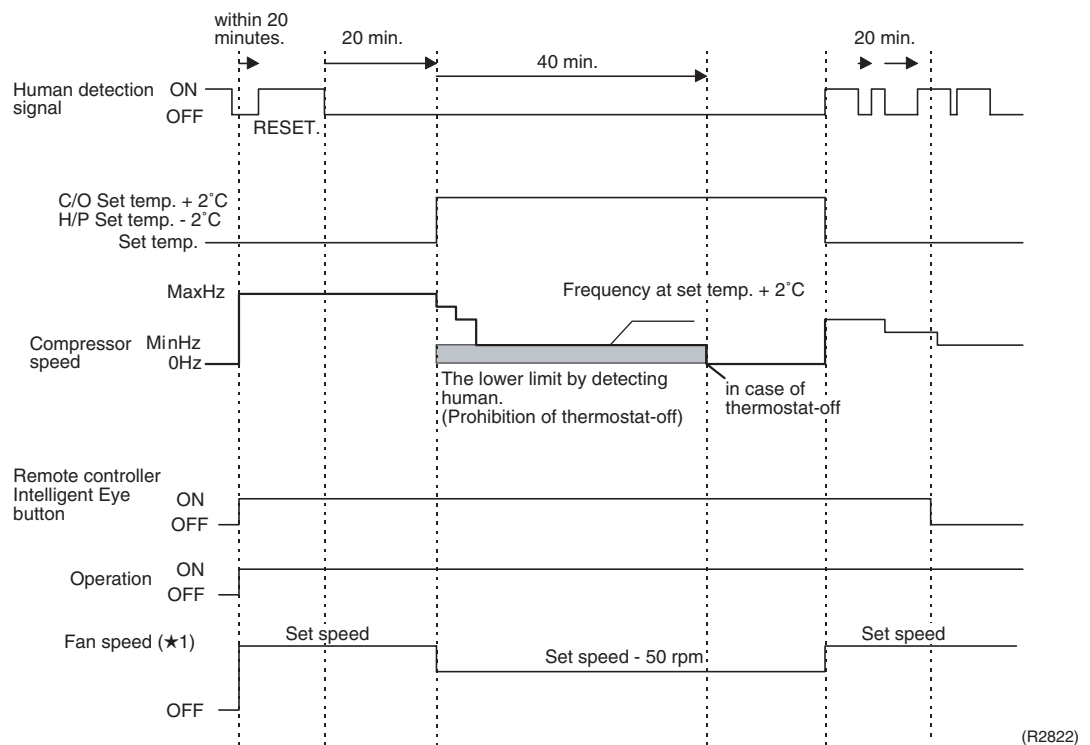 within 20
minutes.
20 min.
40 min.
20 min.
Human detection
signal
ON
OFF
RESET.
C/O Set temp. + 2˚C
H/P Set temp. - 2˚C
Set temp.
MaxHz
Frequency at set temp. + 2˚C
Compressor
speed
MinHz
0Hz
The lower limit by detecting
human.
(Prohibition of thermostat-off)
in case of
thermostat-off
Remote controller
Intelligent Eye
button
ON
OFF
Operation
ON
OFF
Fan speed (★1)
Set speed
Set speed - 50 rpm
Set speed
OFF
(R2822)